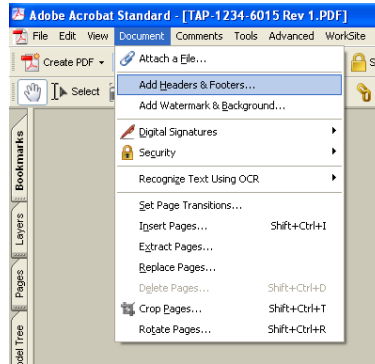 Adobe Acrobat Standard - [TAP-1234-6015 Rev 1.PDF]
File Edit View Document Comments Tools Advanced WorkSite
Create PDF
Attach a File...
S
Select
Add Headers & Footers...
Add Watermark & Background...
Digital Signatures
Security
Recognize Text Using OCR
Set Page Transitions...
Insert Pages... Shift+Ctrl+I
Extract Pages...
Replace Pages...
Delete Pages... Shift+Ctrl+D
Crop Pages... Shift+Ctrl+T
Rotate Pages... Shift+Ctrl+R
Bookmarks
Layers
Pages
odel Tree